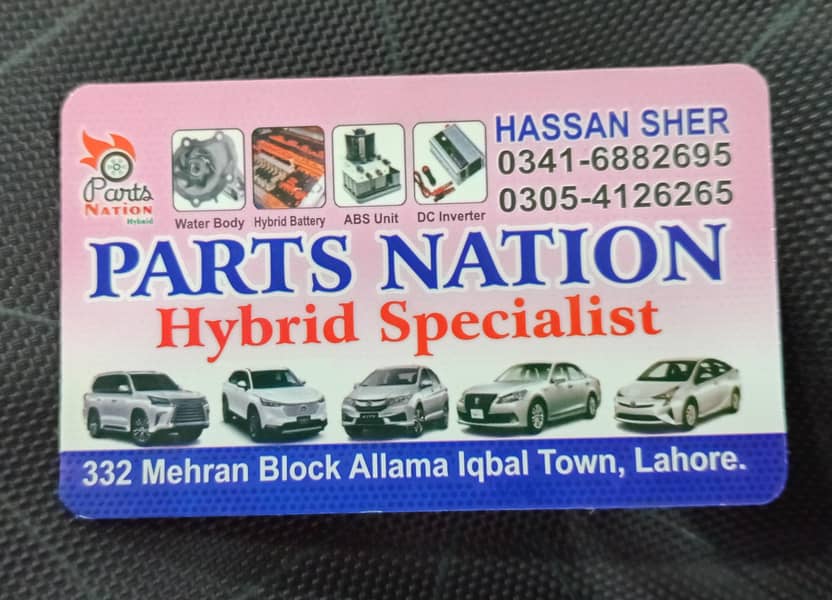 Parts
NATION
Hybrid
Water Body
Hybrid Battery
ABS Unit
DC Inverter
HASSAN SHER
0341-6882695
0305-4126265
PARTS NATION
Hybrid Specialist
332 Mehran Block Allama Iqbal Town, Lahore.